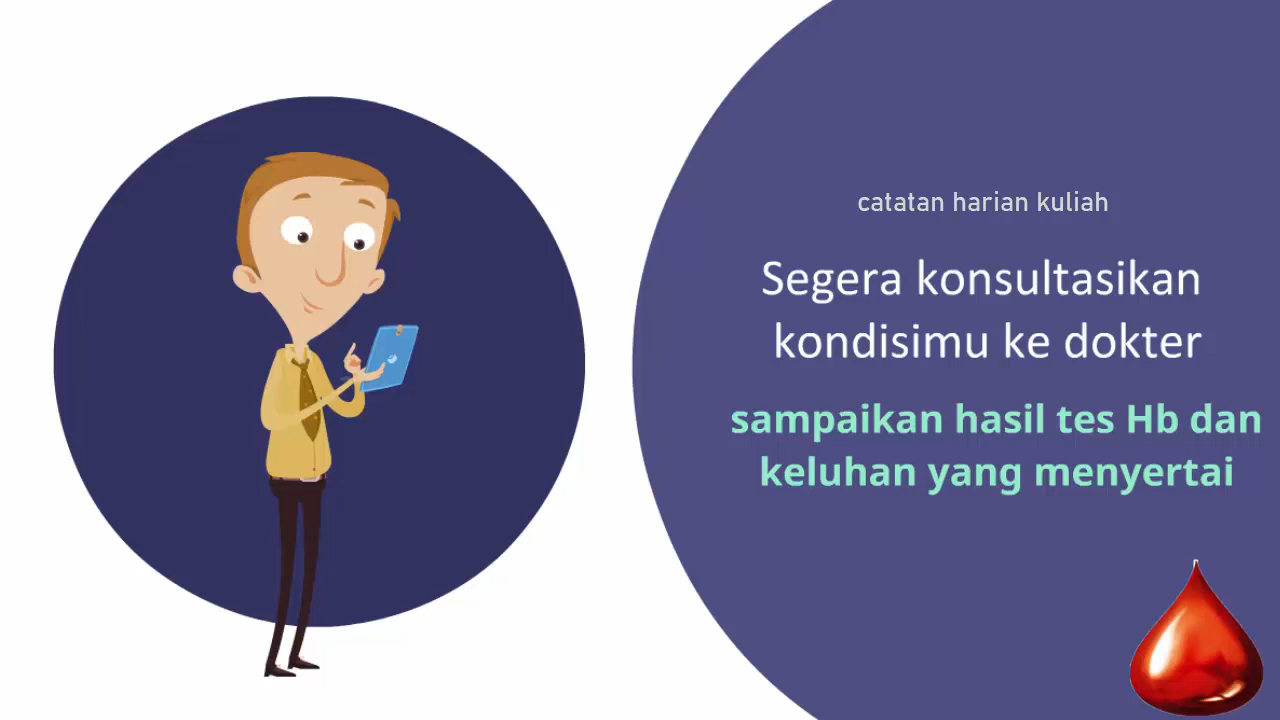 catatan harian kuliah
Segera konsultasikan
kondisimu ke dokter
sampaikan hasil tes Hb dan
keluhan yang menyertai